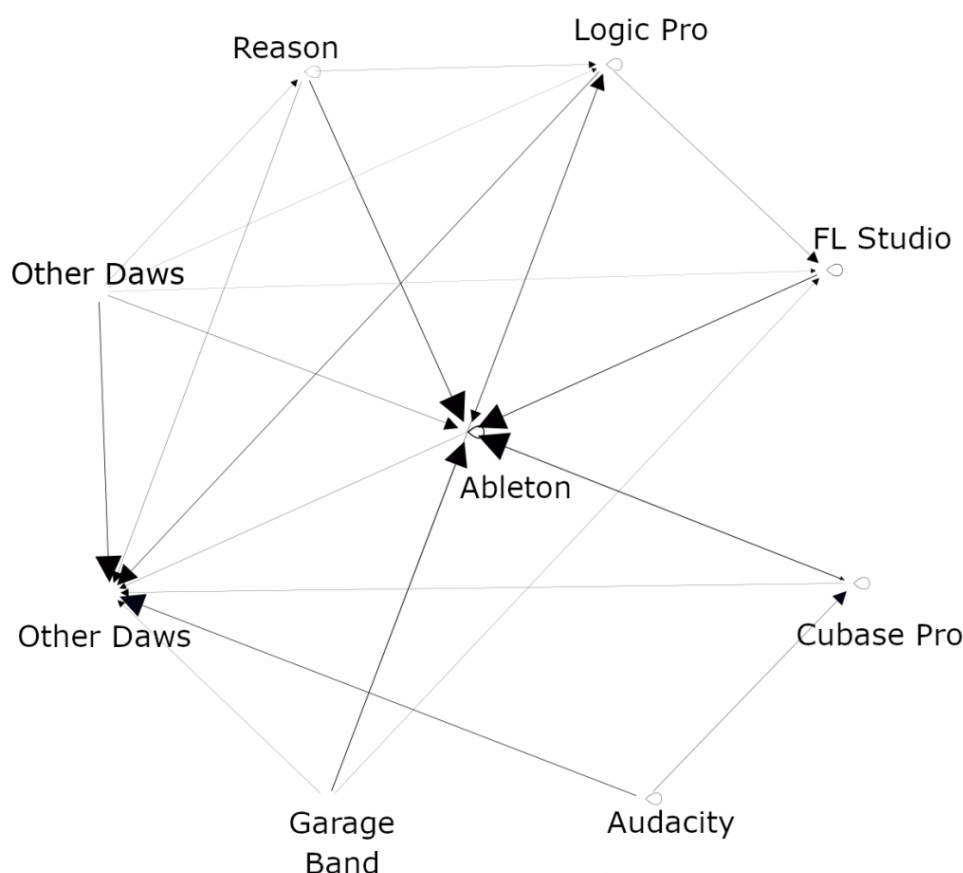 Logic Pro
Reason
FL Studio
Other Daws
Ableton
Other Daws
Cubase Pro
Garage
Band
Audacity